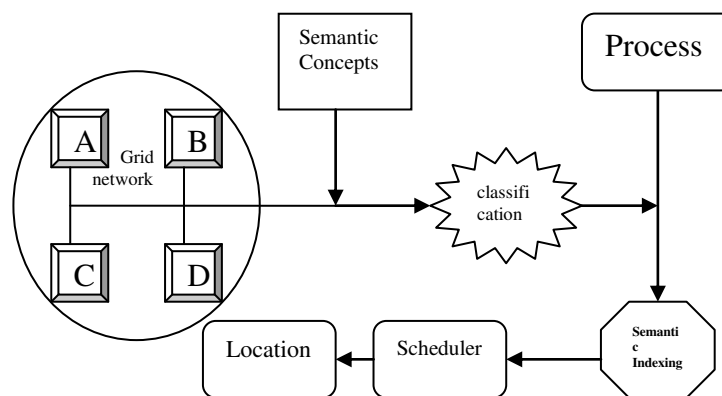 Semantic
Concepts
Process
A
B
Grid
network
classifi
cation
C
D
Location
Scheduler
Semanti
c
Indexing